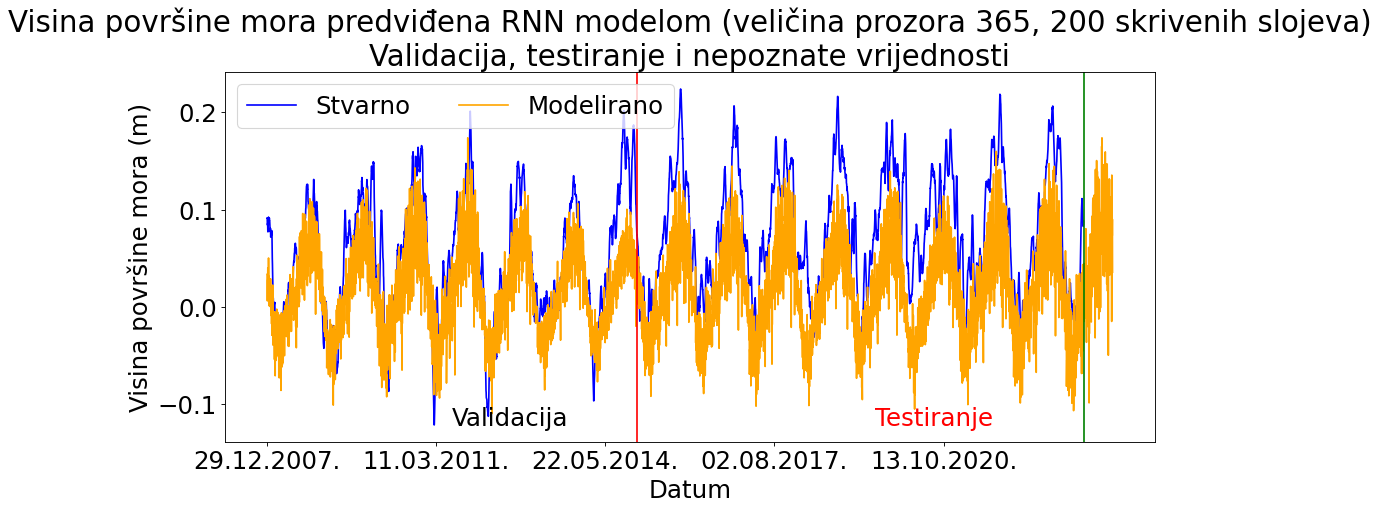 Visina površine mora predviđena RNN modelom (veličina prozora 365, 200 skrivenih slojeva)
Validacija, testiranje i nepoznate vrijednosti
Stvarno
Modelirano
Visina površine mora (m)
0.2
0.1
0.0
−0.1
Validacija
Testiranje
29.12.2007.
11.03.2011.
22.05.2014.
02.08.2017.
13.10.2020.
Datum